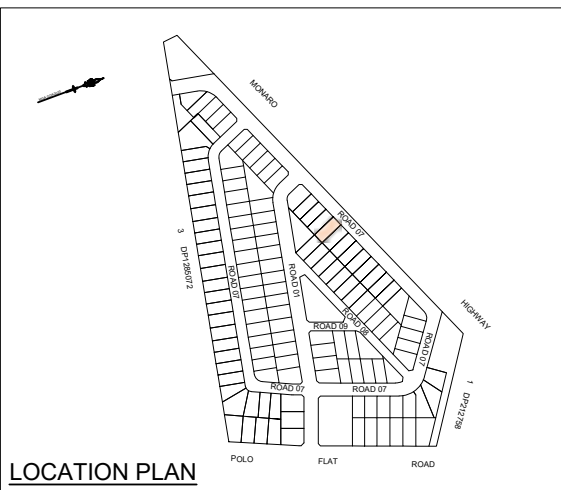 MONARO
ROAD 07
3 DP1285072
ROAD 07
ROAD 01
HIGHWAY
ROAD 08
ROAD 09
ROAD 07
ROAD 07
ROAD 07
1 DP212758
POLO FLAT ROAD
LOCATION PLAN